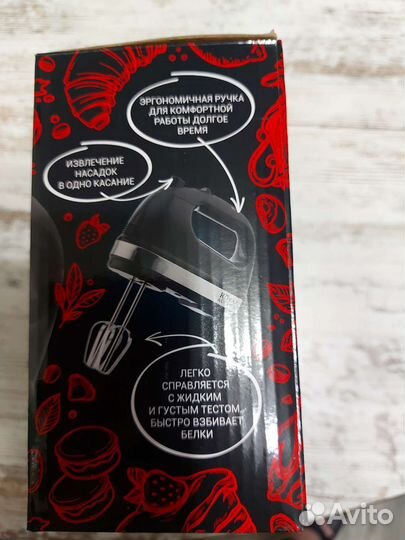 ЭРГОНОМИЧНАЯ РУЧКА
ДЛЯ КОМФОРТНОЙ
РАБОТЫ ДОЛГОЕ
ВРЕМЯ
ИЗВЛЕЧЕНИЕ
НАСАДОК
В ОДНО КАСАНИЕ
ЛЕГКО
СПРАВЛЯЕТСЯ
С ЖИДКИМ
И ГУСТЫМ ТЕСТОМ,
БЫСТРО ВЗБИВАЕТ
БЕЛКИ
Avito